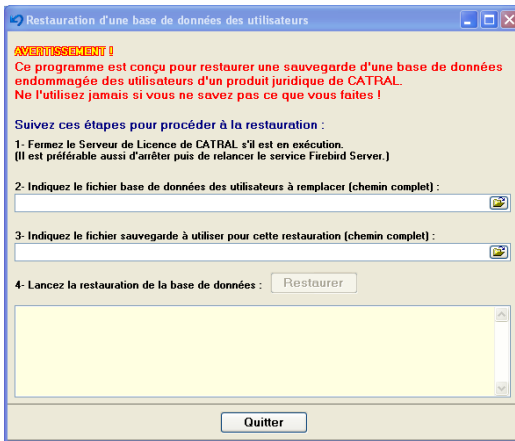 Restauration d'une base de données des utilisateurs
AVERTISSEMENT !
Ce programme est conçu pour restaurer une sauvegarde d'une base de données
endommagée des utilisateurs d'un produit juridique de CATRAL.
Ne l'utilisez jamais si vous ne savez pas ce que vous faites !
Suivez ces étapes pour procéder à la restauration :
1- Fermez le Serveur de Licence de CATRAL s'il est en exécution.
(Il est préférable aussi d'arrêter puis de relancer le service Firebird Server.)
2- Indiquez le fichier base de données des utilisateurs à remplacer (chemin complet) :
3- Indiquez le fichier sauvegarde à utiliser pour cette restauration (chemin complet) :
4- Lancez la restauration de la base de données : Restaurer
Quitter